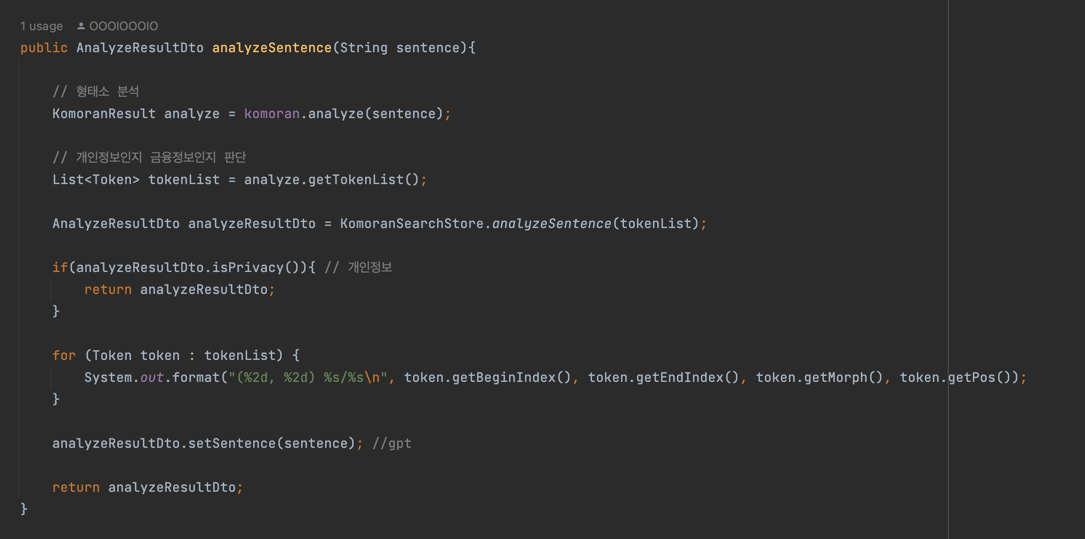 1 usage OOOIOOOIO
public AnalyzeResultDto analyzeSentence(String sentence){
// 형태소 분석
KomoranResult analyze = komoran.analyze(sentence);
// 개인정보인지 금융정보인지 판단
List<Token> tokenList = analyze.getTokenList();
AnalyzeResultDto analyzeResultDto = KomoranSearchStore.analyzeSentence(tokenList);
if(analyzeResultDto.isPrivacy()){ // 개인정보
return analyzeResultDto;
}
for (Token token : tokenList) {
System.out.format("(%2d, %2d) %s/%s\n", token.getBeginIndex(), token.getEndIndex(), token.getMorph(), token.getPos());
}
analyzeResultDto.setSentence(sentence); //gpt
return analyzeResultDto;
}